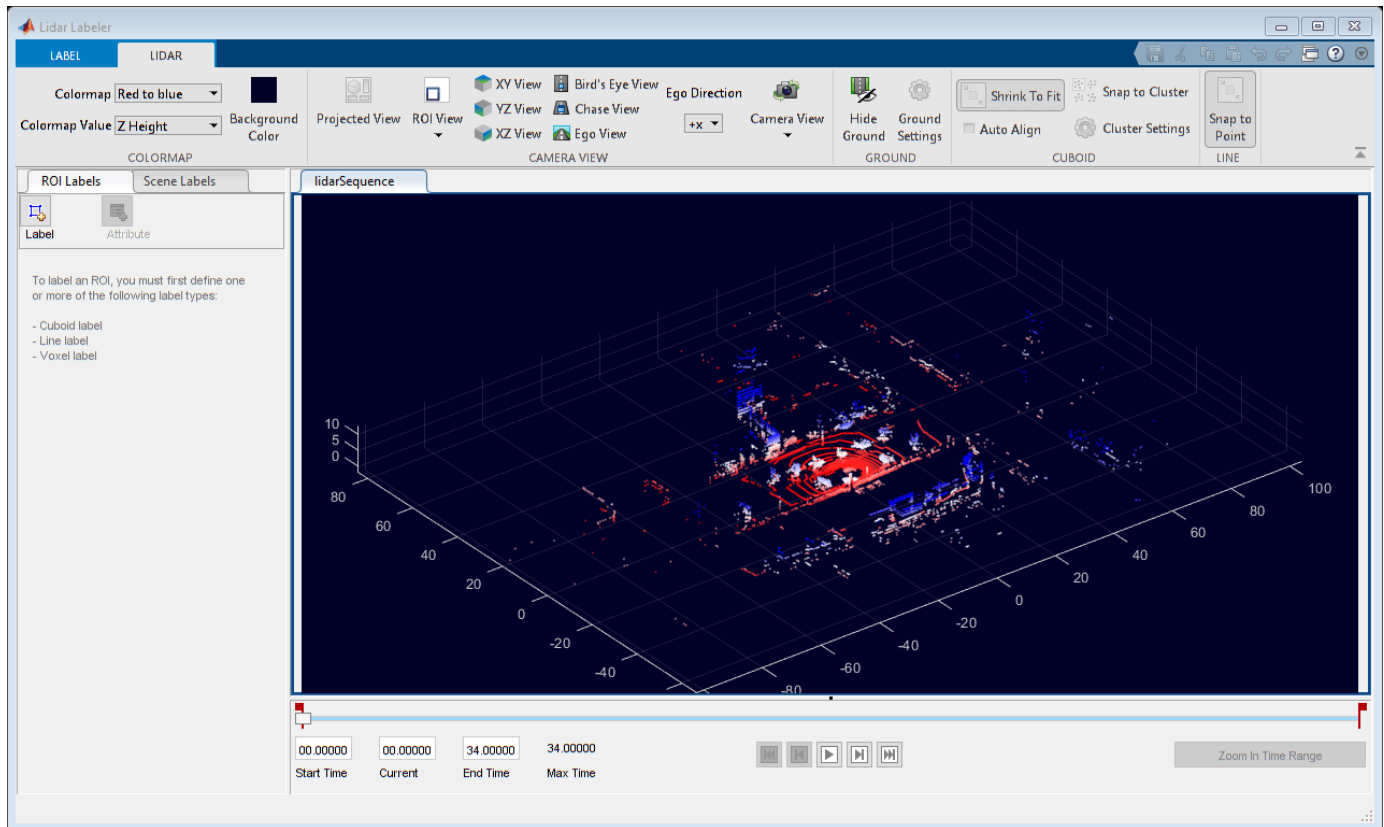 Lidar Labeler
LABEL
LIDAR
Colormap Red to blue
Colormap Value Z Height
Background
Color
COLORMAP
Projected View
ROI View
XY View
YZ View
XZ View
Bird's Eye View
Chase View
Ego View
Ego Direction
+x
Camera View
CAMERA VIEW
Hide
Ground
Ground
Settings
GROUND
Shrink To Fit
Auto Align
Snap to Cluster
Cluster Settings
CUBOID
Snap to
Point
LINE
ROI Labels
Scene Labels
Label
Attribute
To label an ROI, you must first define one
or more of the following label types:
- Cuboid label
- Line label
- Voxel label
lidarSequence
10
5
0
80
60
40
20
0
-20
-40
-80
-60
-40
-20
0
20
40
60
80
100
00.00000
00.00000
34.00000
34.00000
Start Time
Current
End Time
Max Time
Zoom In Time Range